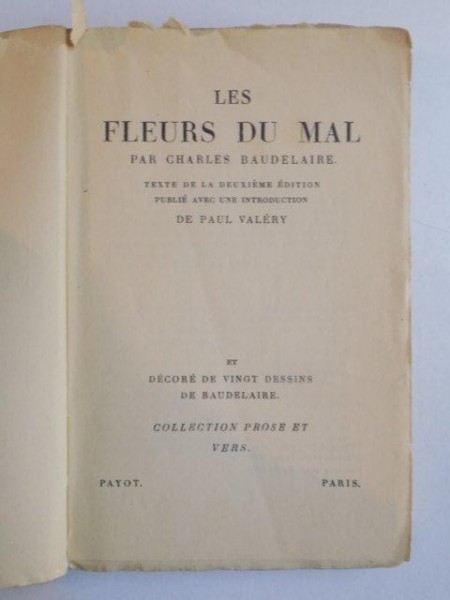 LES
FLEURS DU MAL
PAR CHARLES BAUDELAIRE.
TEXTE DE LA DEUXIÈME ÉDITION
PUBLIÉ AVEC UNE INTRODUCTION
DE PAUL VALÉRY
ET
DÉCORÉ DE VINGT DESSINS
DE BAUDELAIRE.
COLLECTION PROSE ET
VERS.
PAYOT. PARIS.